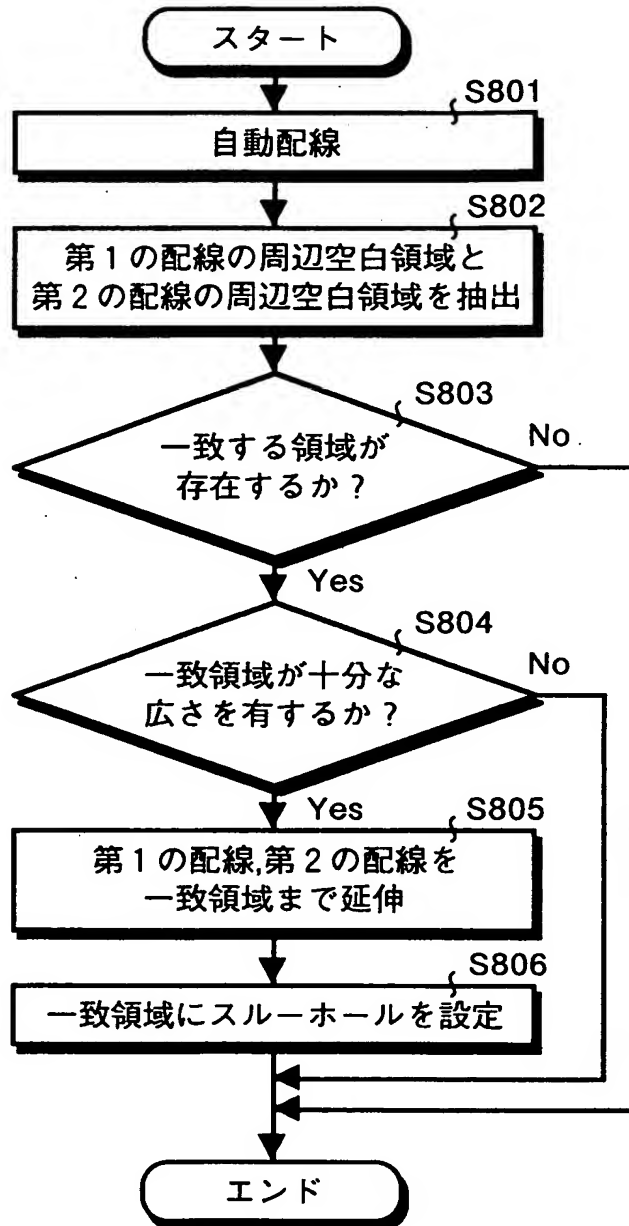 スタート
S801
自動配線
S802
第1の配線の周辺空白領域と
第2の配線の周辺空白領域を抽出
S803
一致する領域が
存在するか?
No
Yes
S804
一致領域が十分な
広さを有するか?
No
Yes
S805
第1の配線,第2の配線を
一致領域まで延伸
S806
一致領域にスルーホールを設定
エンド